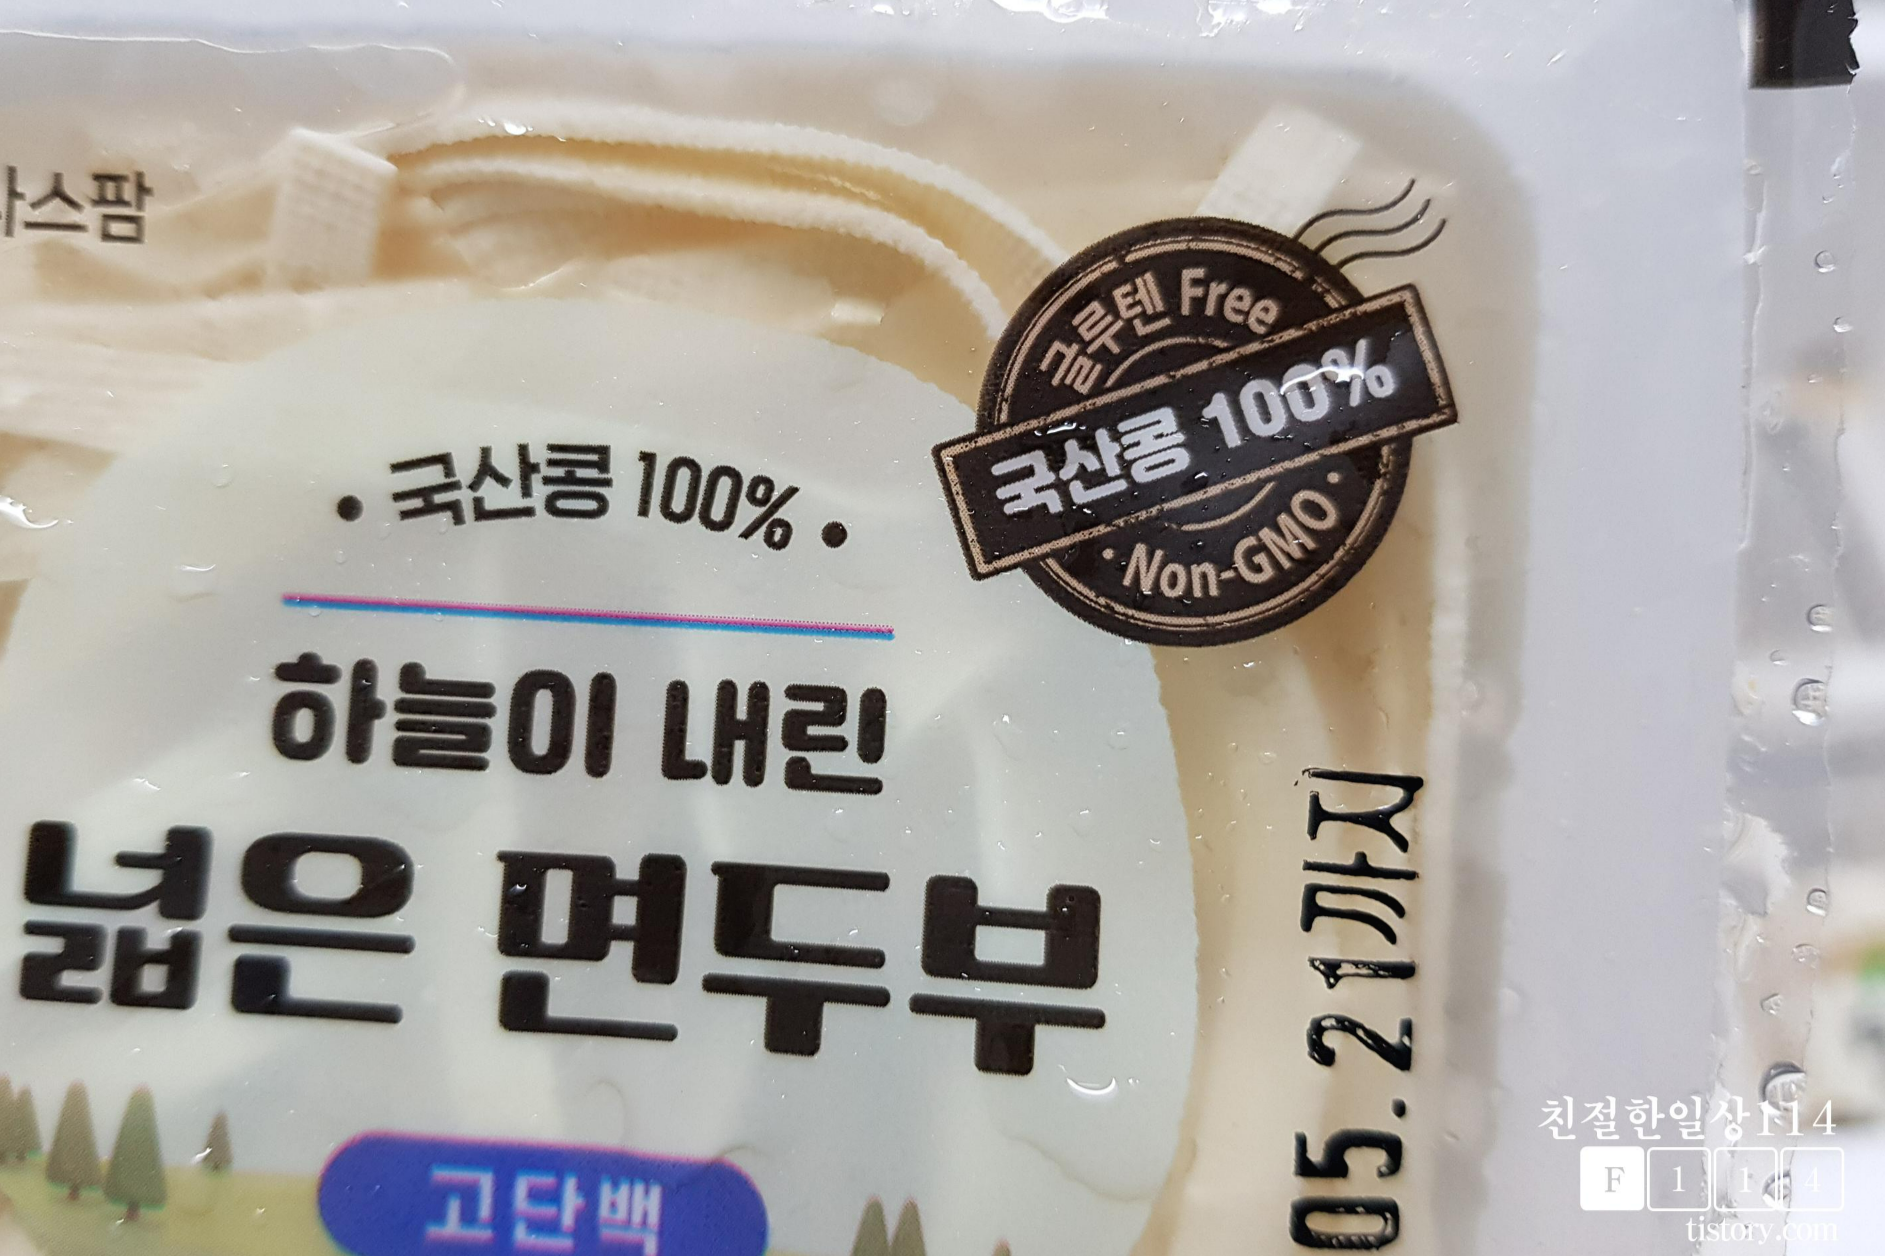 스팜
글루텐 Free
국산콩 100%
· Non-GMO ·
• 국산콩 100% •
하늘이 내린
넓은 면두부
고단백
05.21까지
친절한일상114
F114
tistory.com